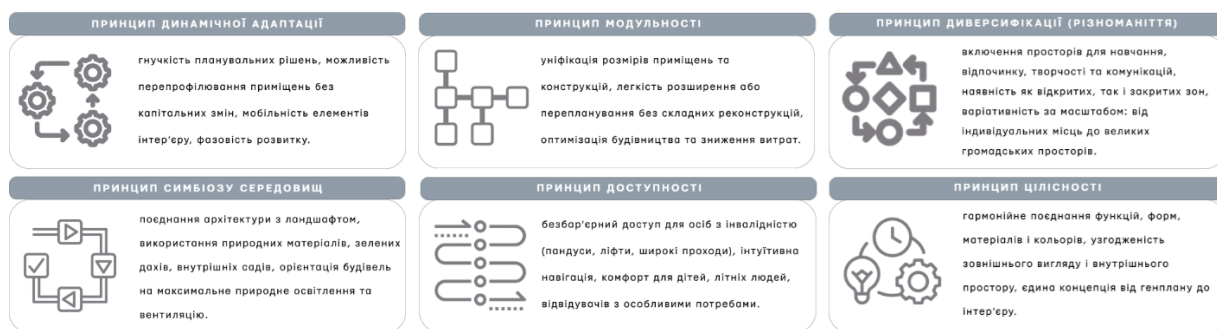 ПРИНЦИП ДИНАМІЧНОЇ АДАПТАЦІЇ
гнучкість планувальних рішень, можливість
перепрофілювання приміщень без
капітальних змін, мобільність елементів
інтер'єру, фазовість розвитку.
ПРИНЦИП МОДУЛЬНОСТІ
уніфікація розмірів приміщень та
конструкцій, легкість розширення або
перепланування без складних реконструкцій,
оптимізація будівництва та зниження витрат.
ПРИНЦИП ДИВЕРСИФІКАЦІЇ (РІЗНОМАНІТТЯ)
включення просторів для навчання,
відпочинку, творчості та комунікацій,
наявність як відкритих, так і закритих зон,
варіативність за масштабом: від
індивідуальних місць до великих
громадських просторів.
ПРИНЦИП СИМБІОЗУ СЕРЕДОВИЩ
поєднання архітектури з ландшафтом,
використання природних матеріалів, зелених
дахів, внутрішніх садів, орієнтація будівель
на максимальне природне освітлення та
вентиляцію.
ПРИНЦИП ДОСТУПНОСТІ
безбар'єрний доступ для осіб з інвалідністю
(пандуси, ліфти, широкі проходи), інтуїтивна
навігація, комфорт для дітей, літніх людей,
відвідувачів з особливими потребами.
ПРИНЦИП ЦІЛІСНОСТІ
гармонійне поєднання функцій, форм,
матеріалів і кольорів, узгодженість
зовнішнього вигляду і внутрішнього
простору, єдина концепція від генплану до
інтер'єру.